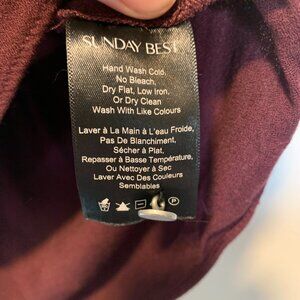 SUNDAY BEST
Hand Wash Cold,
No Bleach,
Dry Flat, Low Iron.
Or Dry Clean
Wash With Like Colours
Laver à La Main à L'eau Froide,
Pas De Blanchiment,
Sécher à Plat,
Repasser à Basse Température,
Ou Nettoyer à Sec
Laver Avec Des Couleurs
Semblables
P